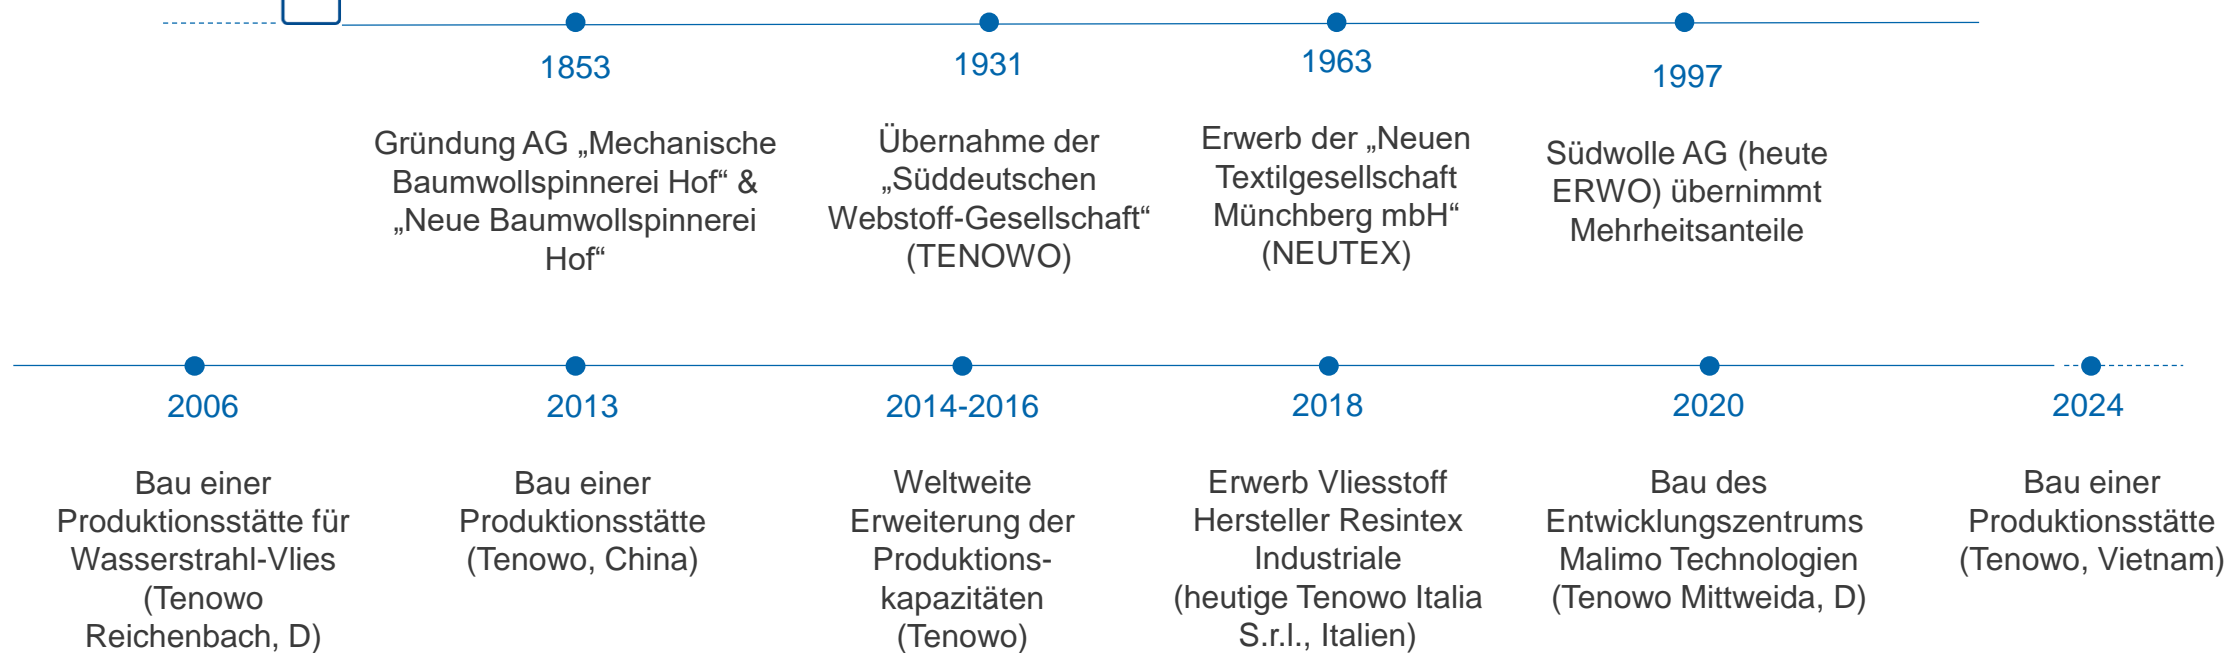 1853
Gründung AG „Mechanische
Baumwollspinnerei Hof“ &
„Neue Baumwollspinnerei
Hof“
1931
Übernahme der
„Süddeutschen
Webstoff-Gesellschaft“
(TENOWO)
1963
Erwerb der „Neuen
Textilgesellschaft
Münchberg mbH“
(NEUTEX)
1997
Südwolle AG (heute
ERWO) übernimmt
Mehrheitsanteile
2006
Bau einer
Produktionsstätte für
Wasserstrahl-Vlies
(Tenowo
Reichenbach, D)
2013
Bau einer
Produktionsstätte
(Tenowo, China)
2014-2016
Weltweite
Erweiterung der
Produktions-
kapazitäten
(Tenowo)
2018
Erwerb Vliesstoff
Hersteller Resintex
Industriale
(heutige Tenowo Italia
S.r.l., Italien)
2020
Bau des
Entwicklungszentrums
Malimo Technologien
(Tenowo Mittweida, D)
2024
Bau einer
Produktionsstätte
(Tenowo, Vietnam)